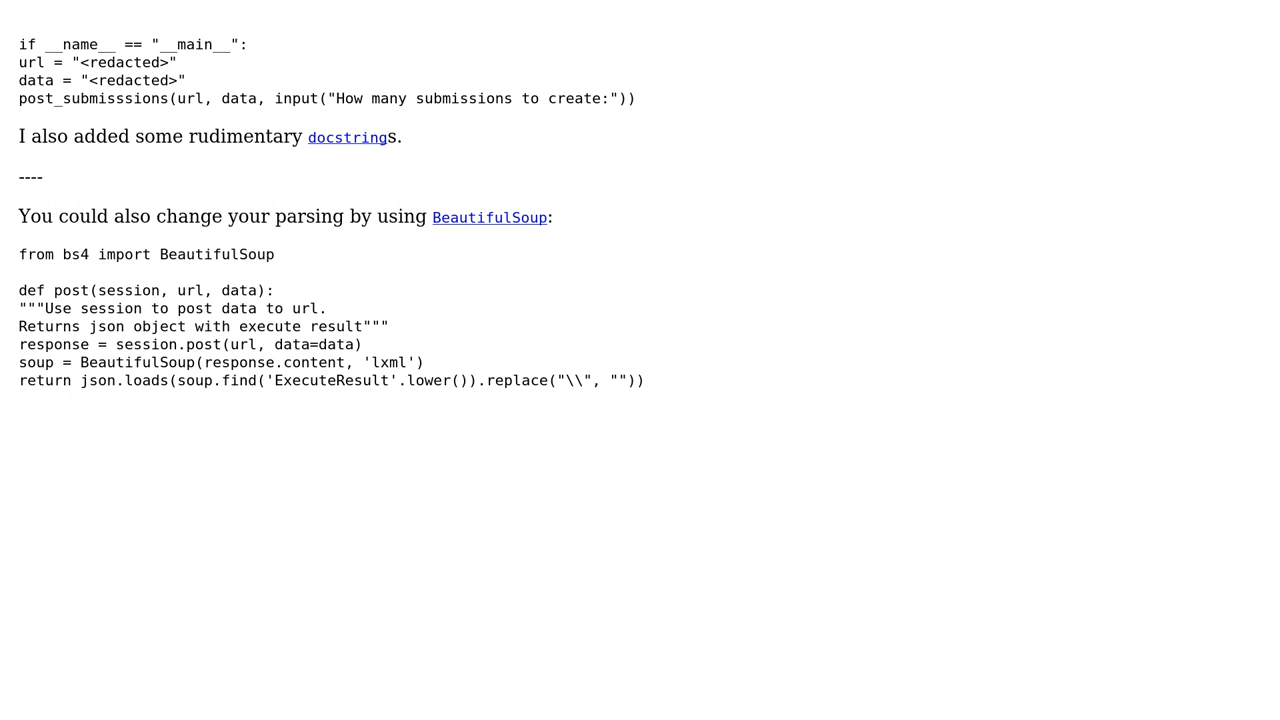 if __name__ == "__main__":
url = "<redacted>"
data = "<redacted>"
post_submisssions(url, data, input("How many submissions to create:"))
I also added some rudimentary docstrings.
----
You could also change your parsing by using BeautifulSoup:
from bs4 import BeautifulSoup
def post(session, url, data):
"""Use session to post data to url.
Returns json object with execute result"""
response = session.post(url, data=data)
soup = BeautifulSoup(response.content, 'lxml')
return json.loads(soup.find('ExecuteResult'.lower()).replace("\\", ""))